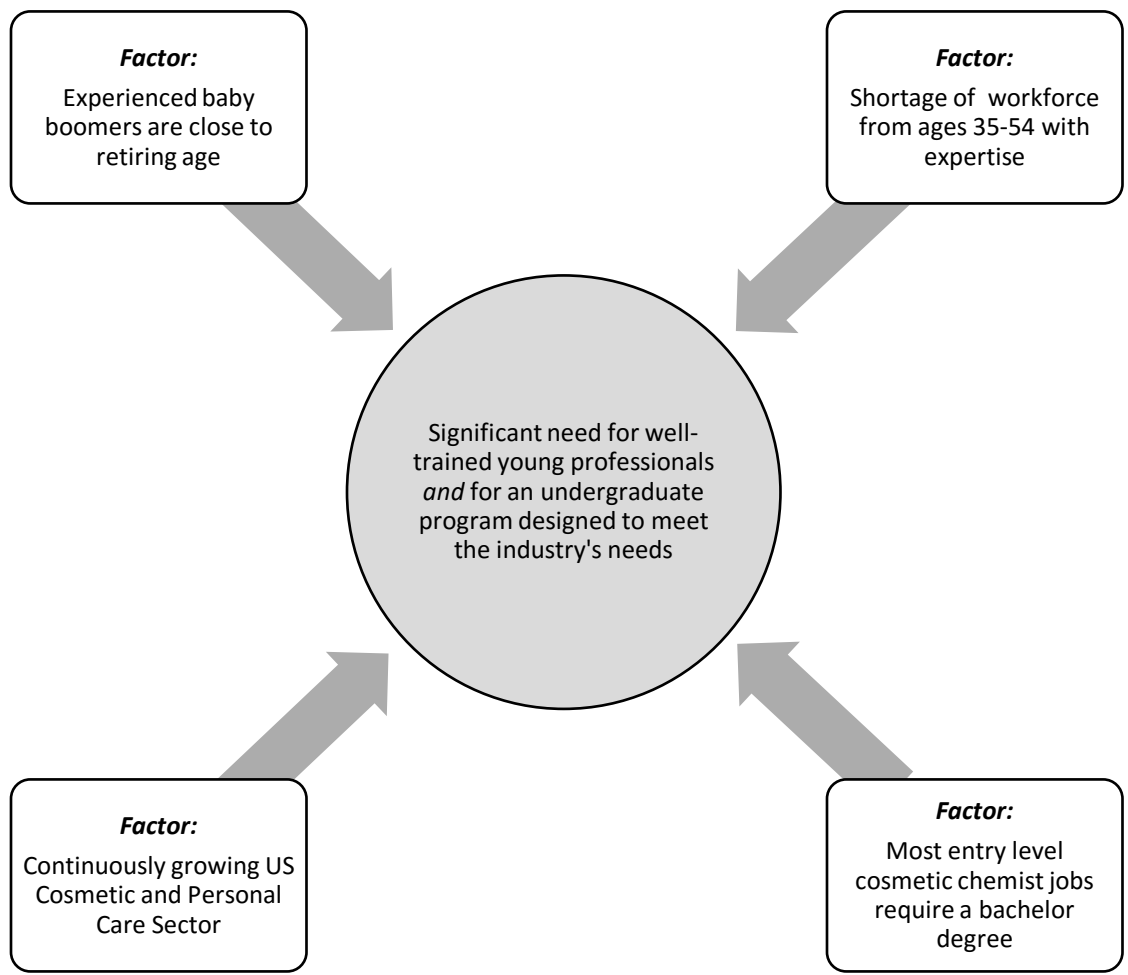 Factor:
Experienced baby
boomers are close to
retiring age
Factor:
Shortage of workforce
from ages 35-54 with
expertise
Significant need for well-
trained young professionals
and for an undergraduate
program designed to meet
the industry's needs
Factor:
Continuously growing US
Cosmetic and Personal
Care Sector
Factor:
Most entry level
cosmetic chemist jobs
require a bachelor
degree